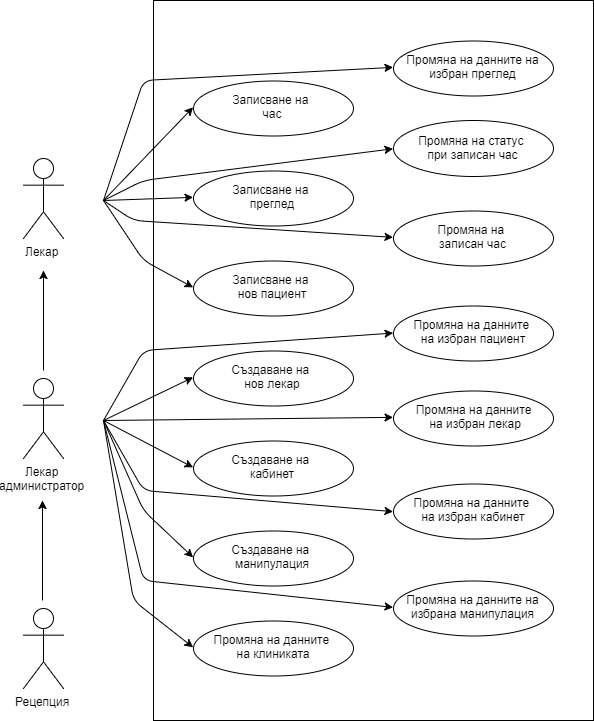 Промяна на данните на
избран преглед
Записване на
час
Промяна на статус
при записан час
Записване на
преглед
Промяна на
записан час
Лекар
Записване на
нов пациент
Промяна на данните
на избран пациент
Създаване на
нов лекар
Промяна на данните
на избран лекар
Лекар
администратор
Създаване на
кабинет
Промяна на данните
на избран кабинет
Създаване на
манипулация
Промяна на данните на
избрана манипулация
Промяна на данните
на клиниката
Рецепция